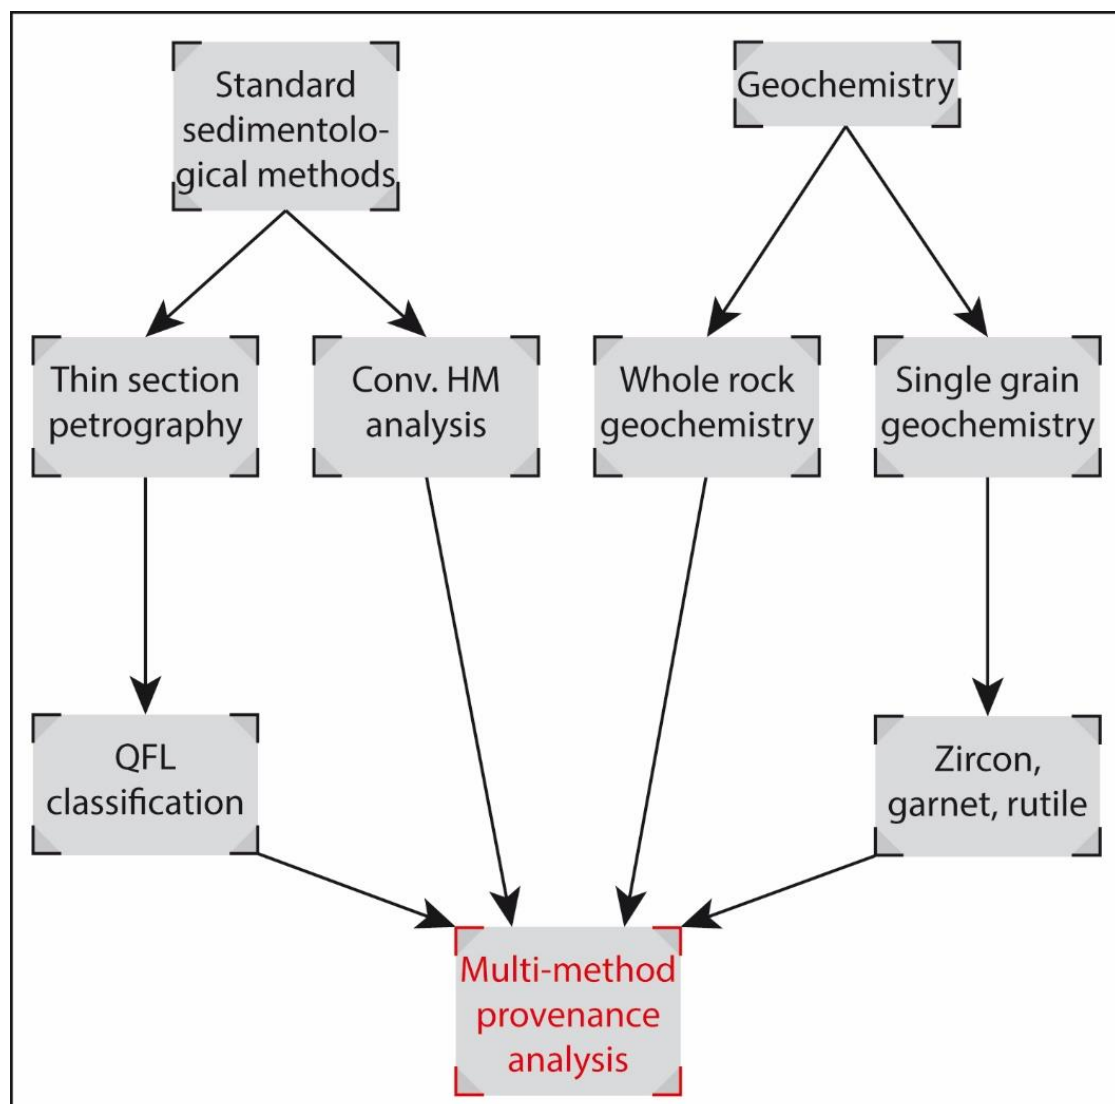 Standard
sedimentolo-
gical methods
Geochemistry
Thin section
petrography
Conv. HM
analysis
Whole rock
geochemistry
Single grain
geochemistry
QFL
classification
Zircon,
garnet, rutile
Multi-method
provenance
analysis